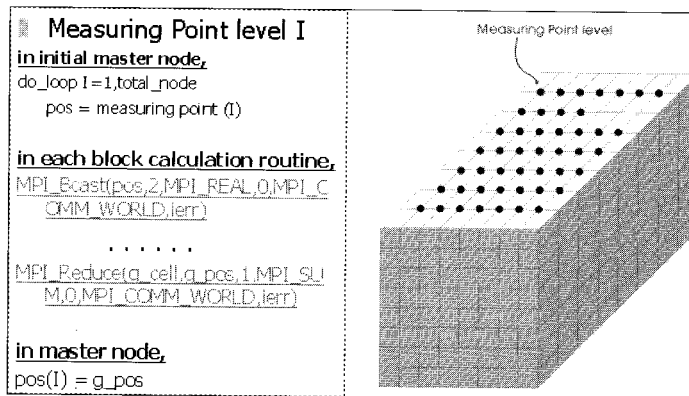 Measuring Point level I
in initial master node,
do_loop I=1,total_node
pos = measuring point (I)
in each block calculation routine,
MPI_Bcast(pos,2,MPI_REAL,0,MPI_C
OMM_WORLD,ierr)
. . . . . .
MPI_Reduce(g_cell,g_pos,1,MPI_SU
M,0,MPI_COMM_WORLD,ierr)
in master node,
pos(I) = g_pos
Measuring Point level